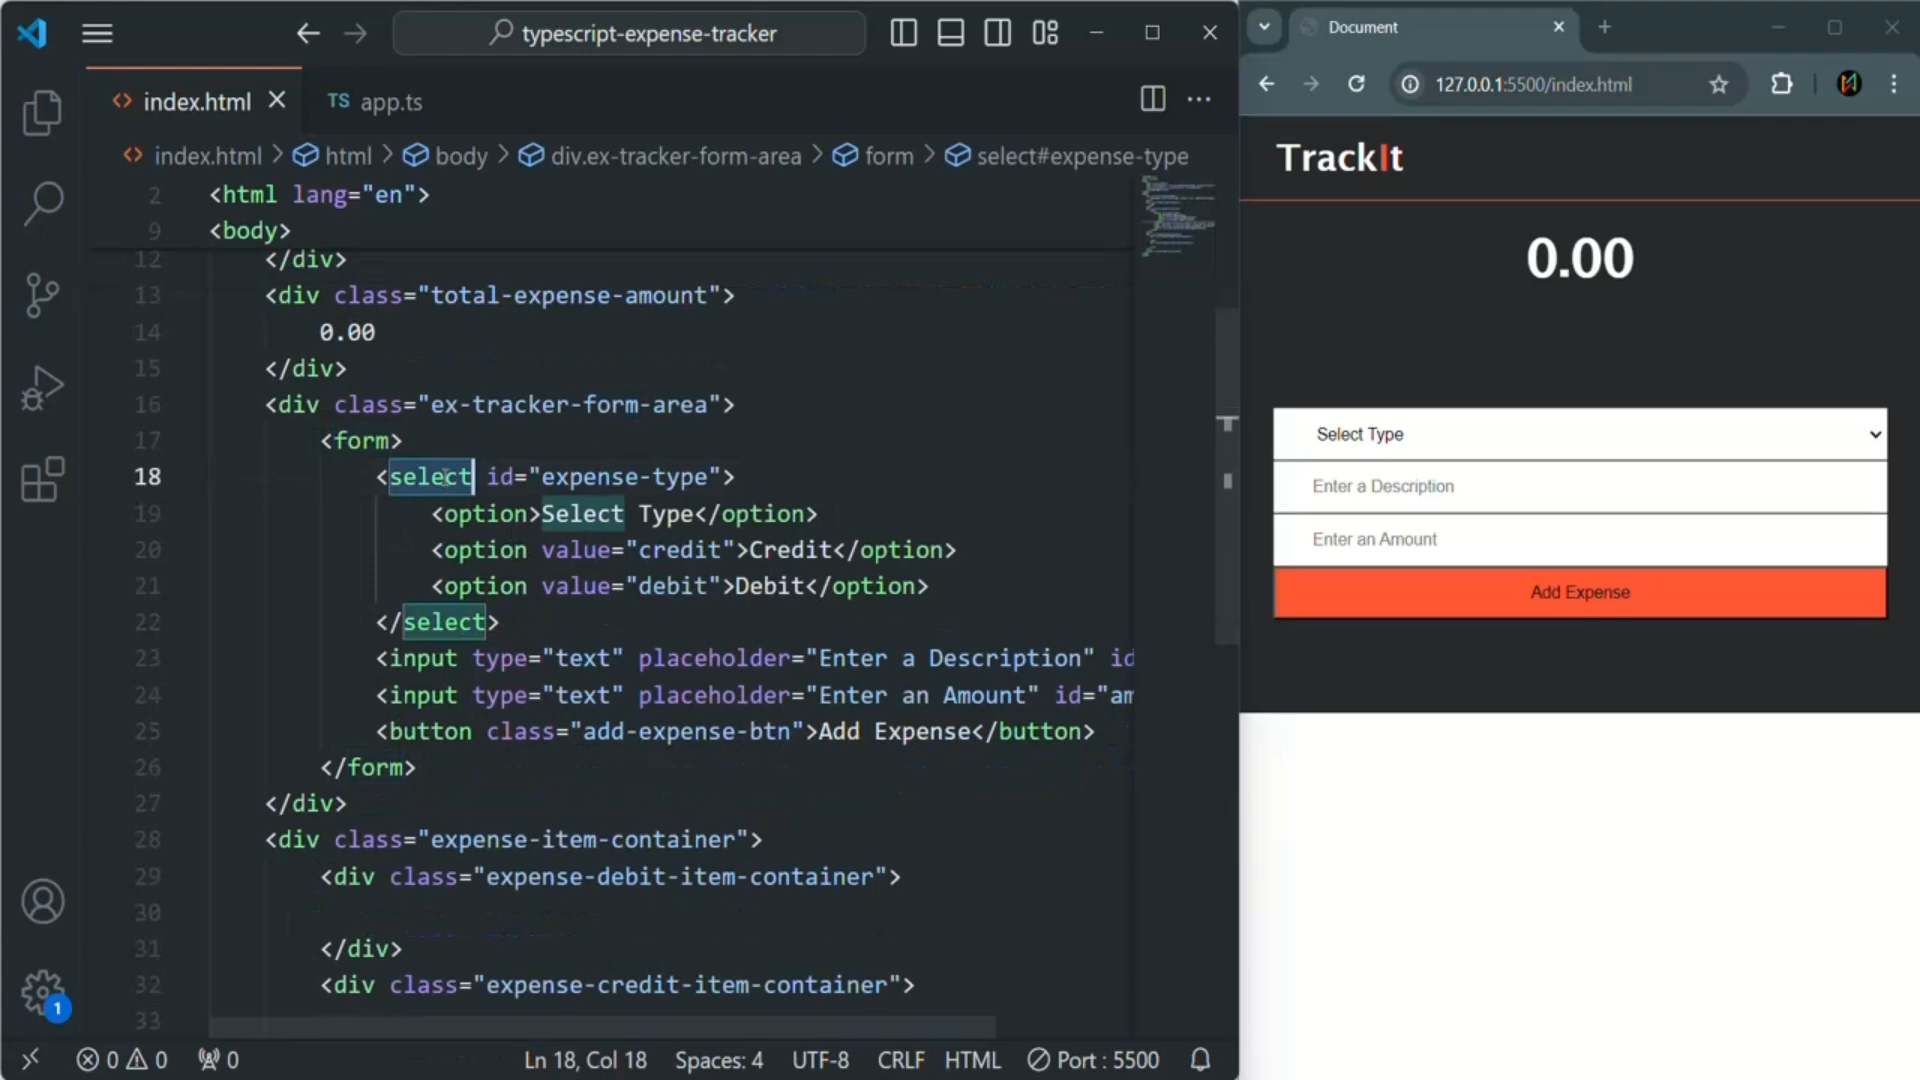 typescript-expense-tracker
index.html
TS app.ts
index.html > html > body > div.ex-tracker-form-area > form > select#expense-type
2 <html lang="en">
9 <body>
12 </div>
13 <div class="total-expense-amount">
14 0.00
15 </div>
16 <div class="ex-tracker-form-area">
17 <form>
18 <select id="expense-type">
19 <option>Select Type</option>
20 <option value="credit">Credit</option>
21 <option value="debit">Debit</option>
22 </select>
23 <input type="text" placeholder="Enter a Description" id
24 <input type="text" placeholder="Enter an Amount" id="am
25 <button class="add-expense-btn">Add Expense</button>
26 </form>
27 </div>
28 <div class="expense-item-container">
29 <div class="expense-debit-item-container">
30
31 </div>
32 <div class="expense-credit-item-container">
33
1
0 0 0 Ln 18, Col 18 Spaces: 4 UTF-8 CRLF HTML Port : 5500
Document
127.0.0.1:5500/index.html
TrackIt
0.00
Select Type
Enter a Description
Enter an Amount
Add Expense